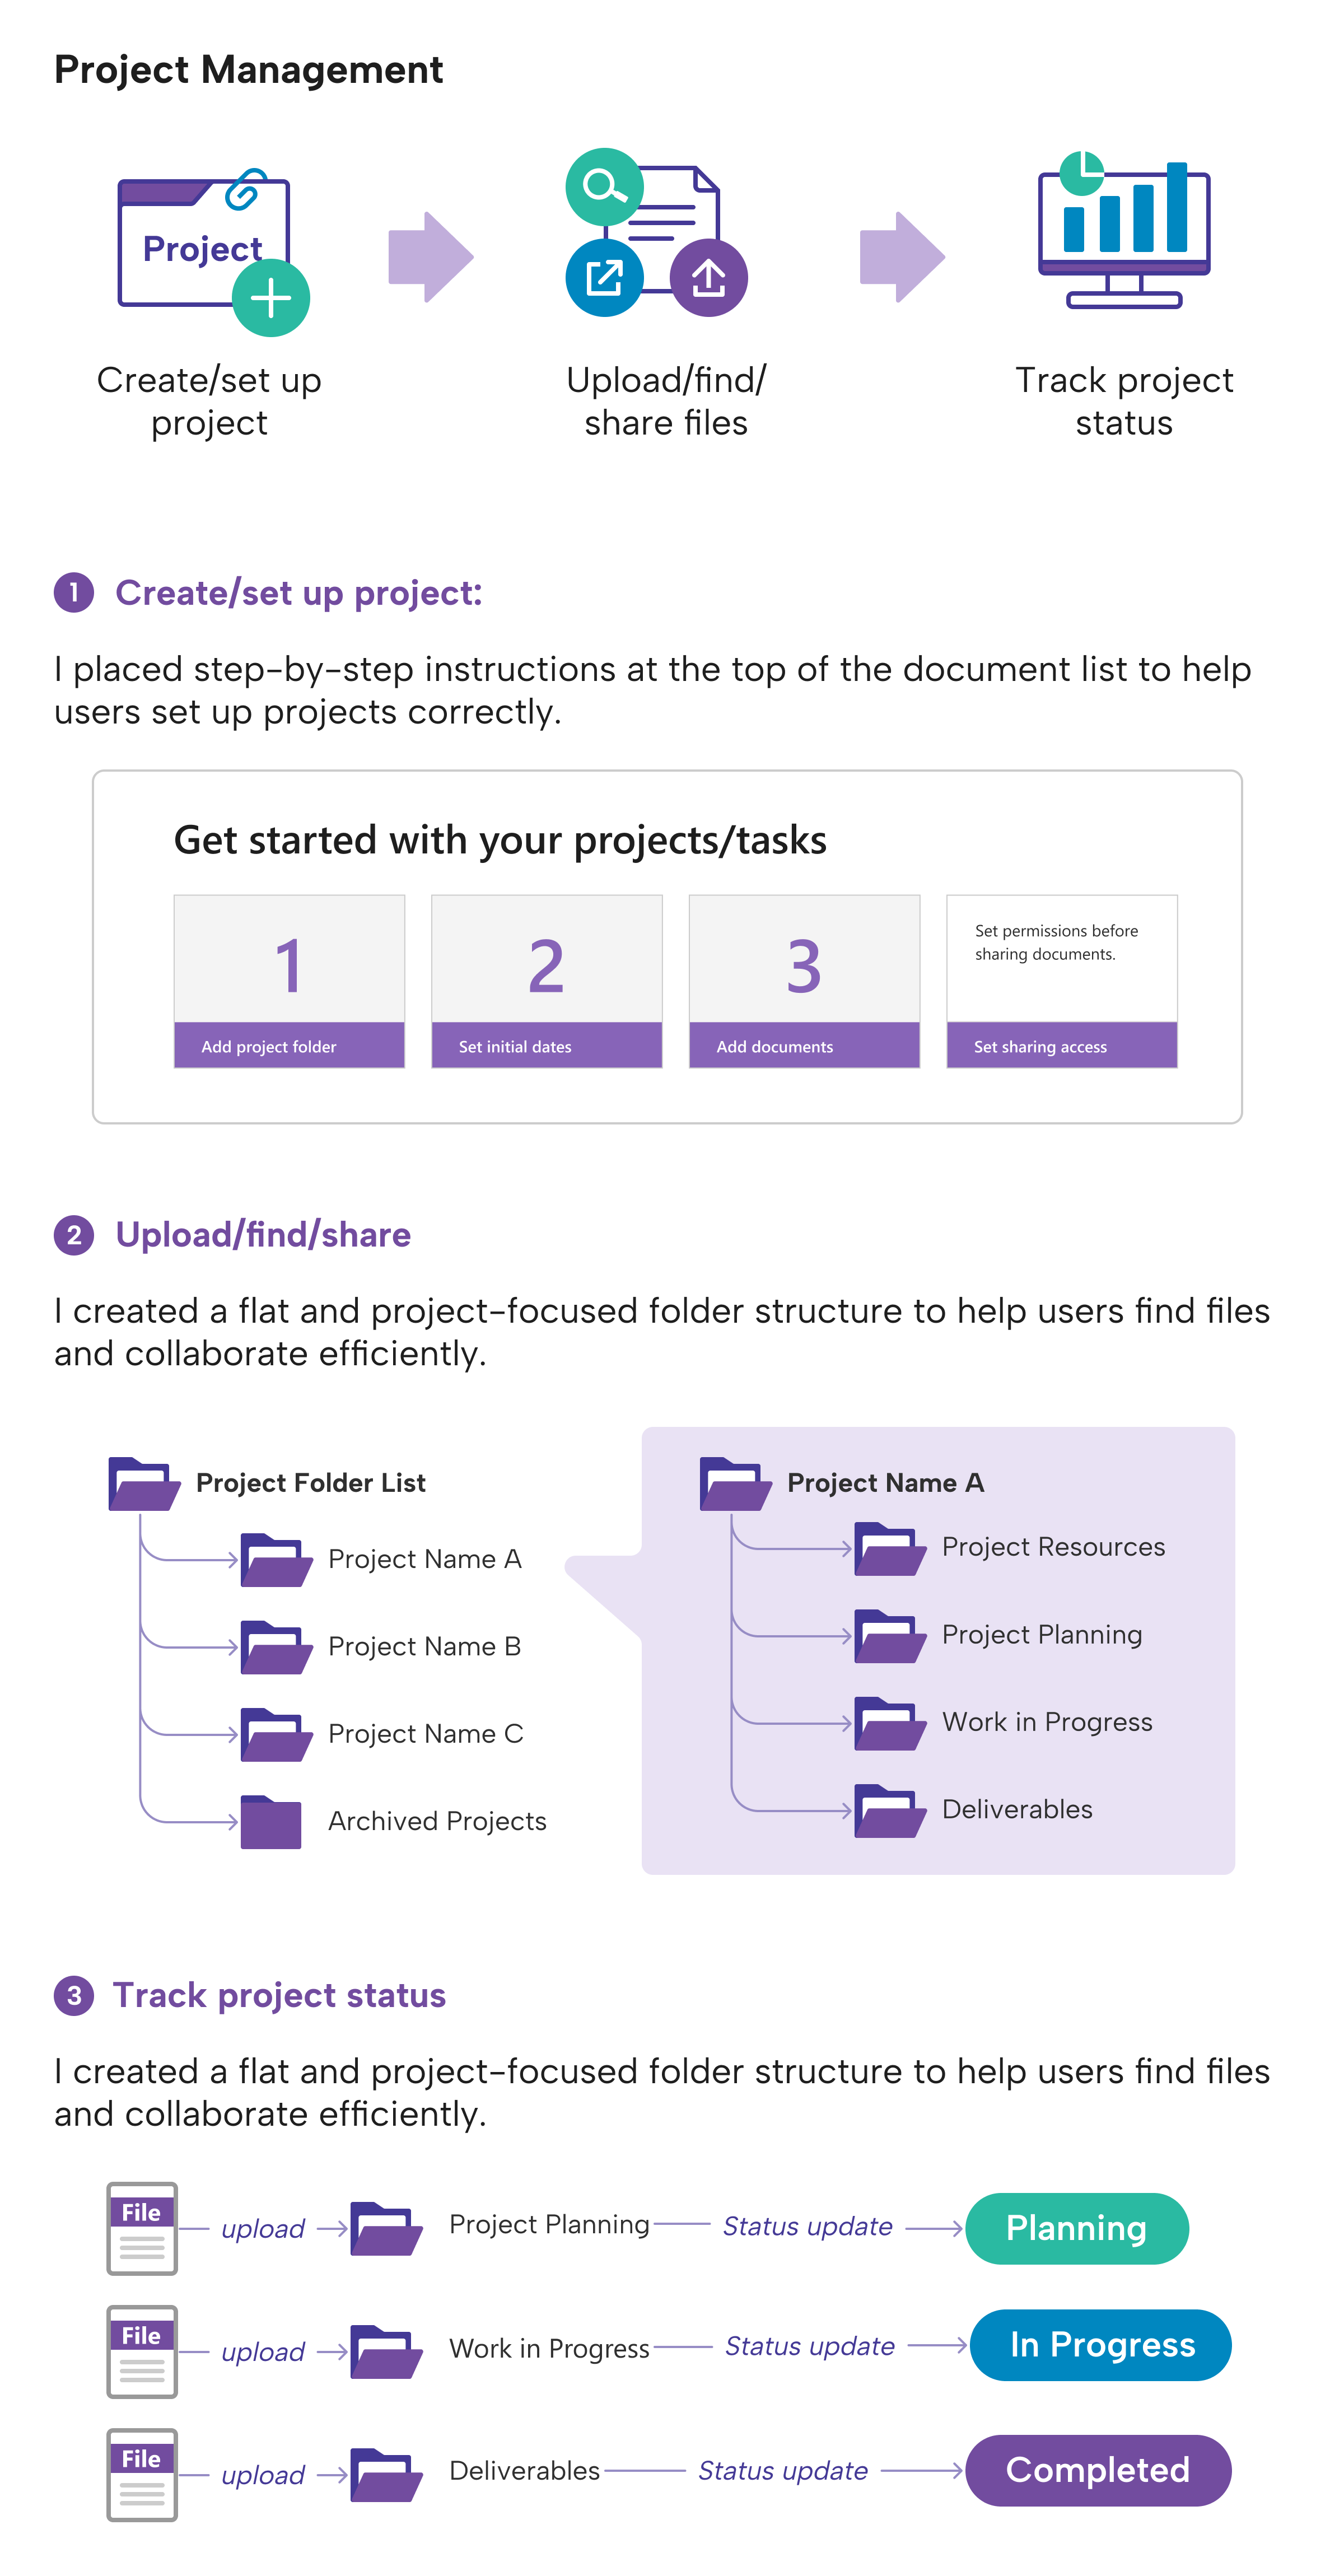 Project Management
Project
Create/set up
project
Upload/find/
share files
Track project
status
1 Create/set up project:
I placed step-by-step instructions at the top of the document list to help
users set up projects correctly.
Get started with your projects/tasks
1
Add project folder
2
Set initial dates
3
Add documents
Set permissions before
sharing documents.
Set sharing access
2 Upload/find/share
I created a flat and project-focused folder structure to help users find files
and collaborate efficiently.
Project Folder List
Project Name A
Project Name B
Project Name C
Archived Projects
Project Name A
Project Resources
Project Planning
Work in Progress
Deliverables
3 Track project status
I created a flat and project-focused folder structure to help users find files
and collaborate efficiently.
File upload Project Planning Status update Planning
File upload Work in Progress Status update In Progress
File upload Deliverables Status update Completed